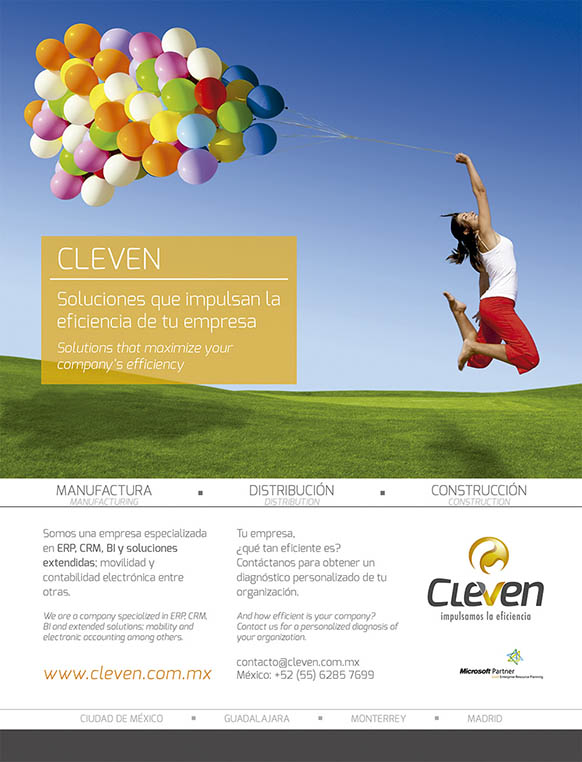 CLEVEN
Soluciones que impulsan la
eficiencia de tu empresa
Solutions that maximize your
company's efficiency
MANUFACTURA ▪ DISTRIBUCIÓN ▪ CONSTRUCCIÓN
MANUFACTURING DISTRIBUTION CONSTRUCTION
Somos una empresa especializada
en ERP, CRM, BI y soluciones
extendidas; movilidad y
contabilidad electrónica entre
otras.
We are a company specialized in ERP, CRM,
BI and extended solutions; mobility and
electronic accounting among others.
www.cleven.com.mx
Tu empresa,
¿qué tan eficiente es?
Contáctanos para obtener un
diagnóstico personalizado de tu
organización.
And how efficient is your company?
Contact us for a personalized diagnosis of
your organization.
contacto@cleven.com.mx
México: +52 (55) 6285 7699
Cleven
impulsamos la eficiencia
Microsoft Partner
Enterprise Resource Planning
CIUDAD DE MÉXICO ▪ GUADALAJARA ▪ MONTERREY ▪ MADRID